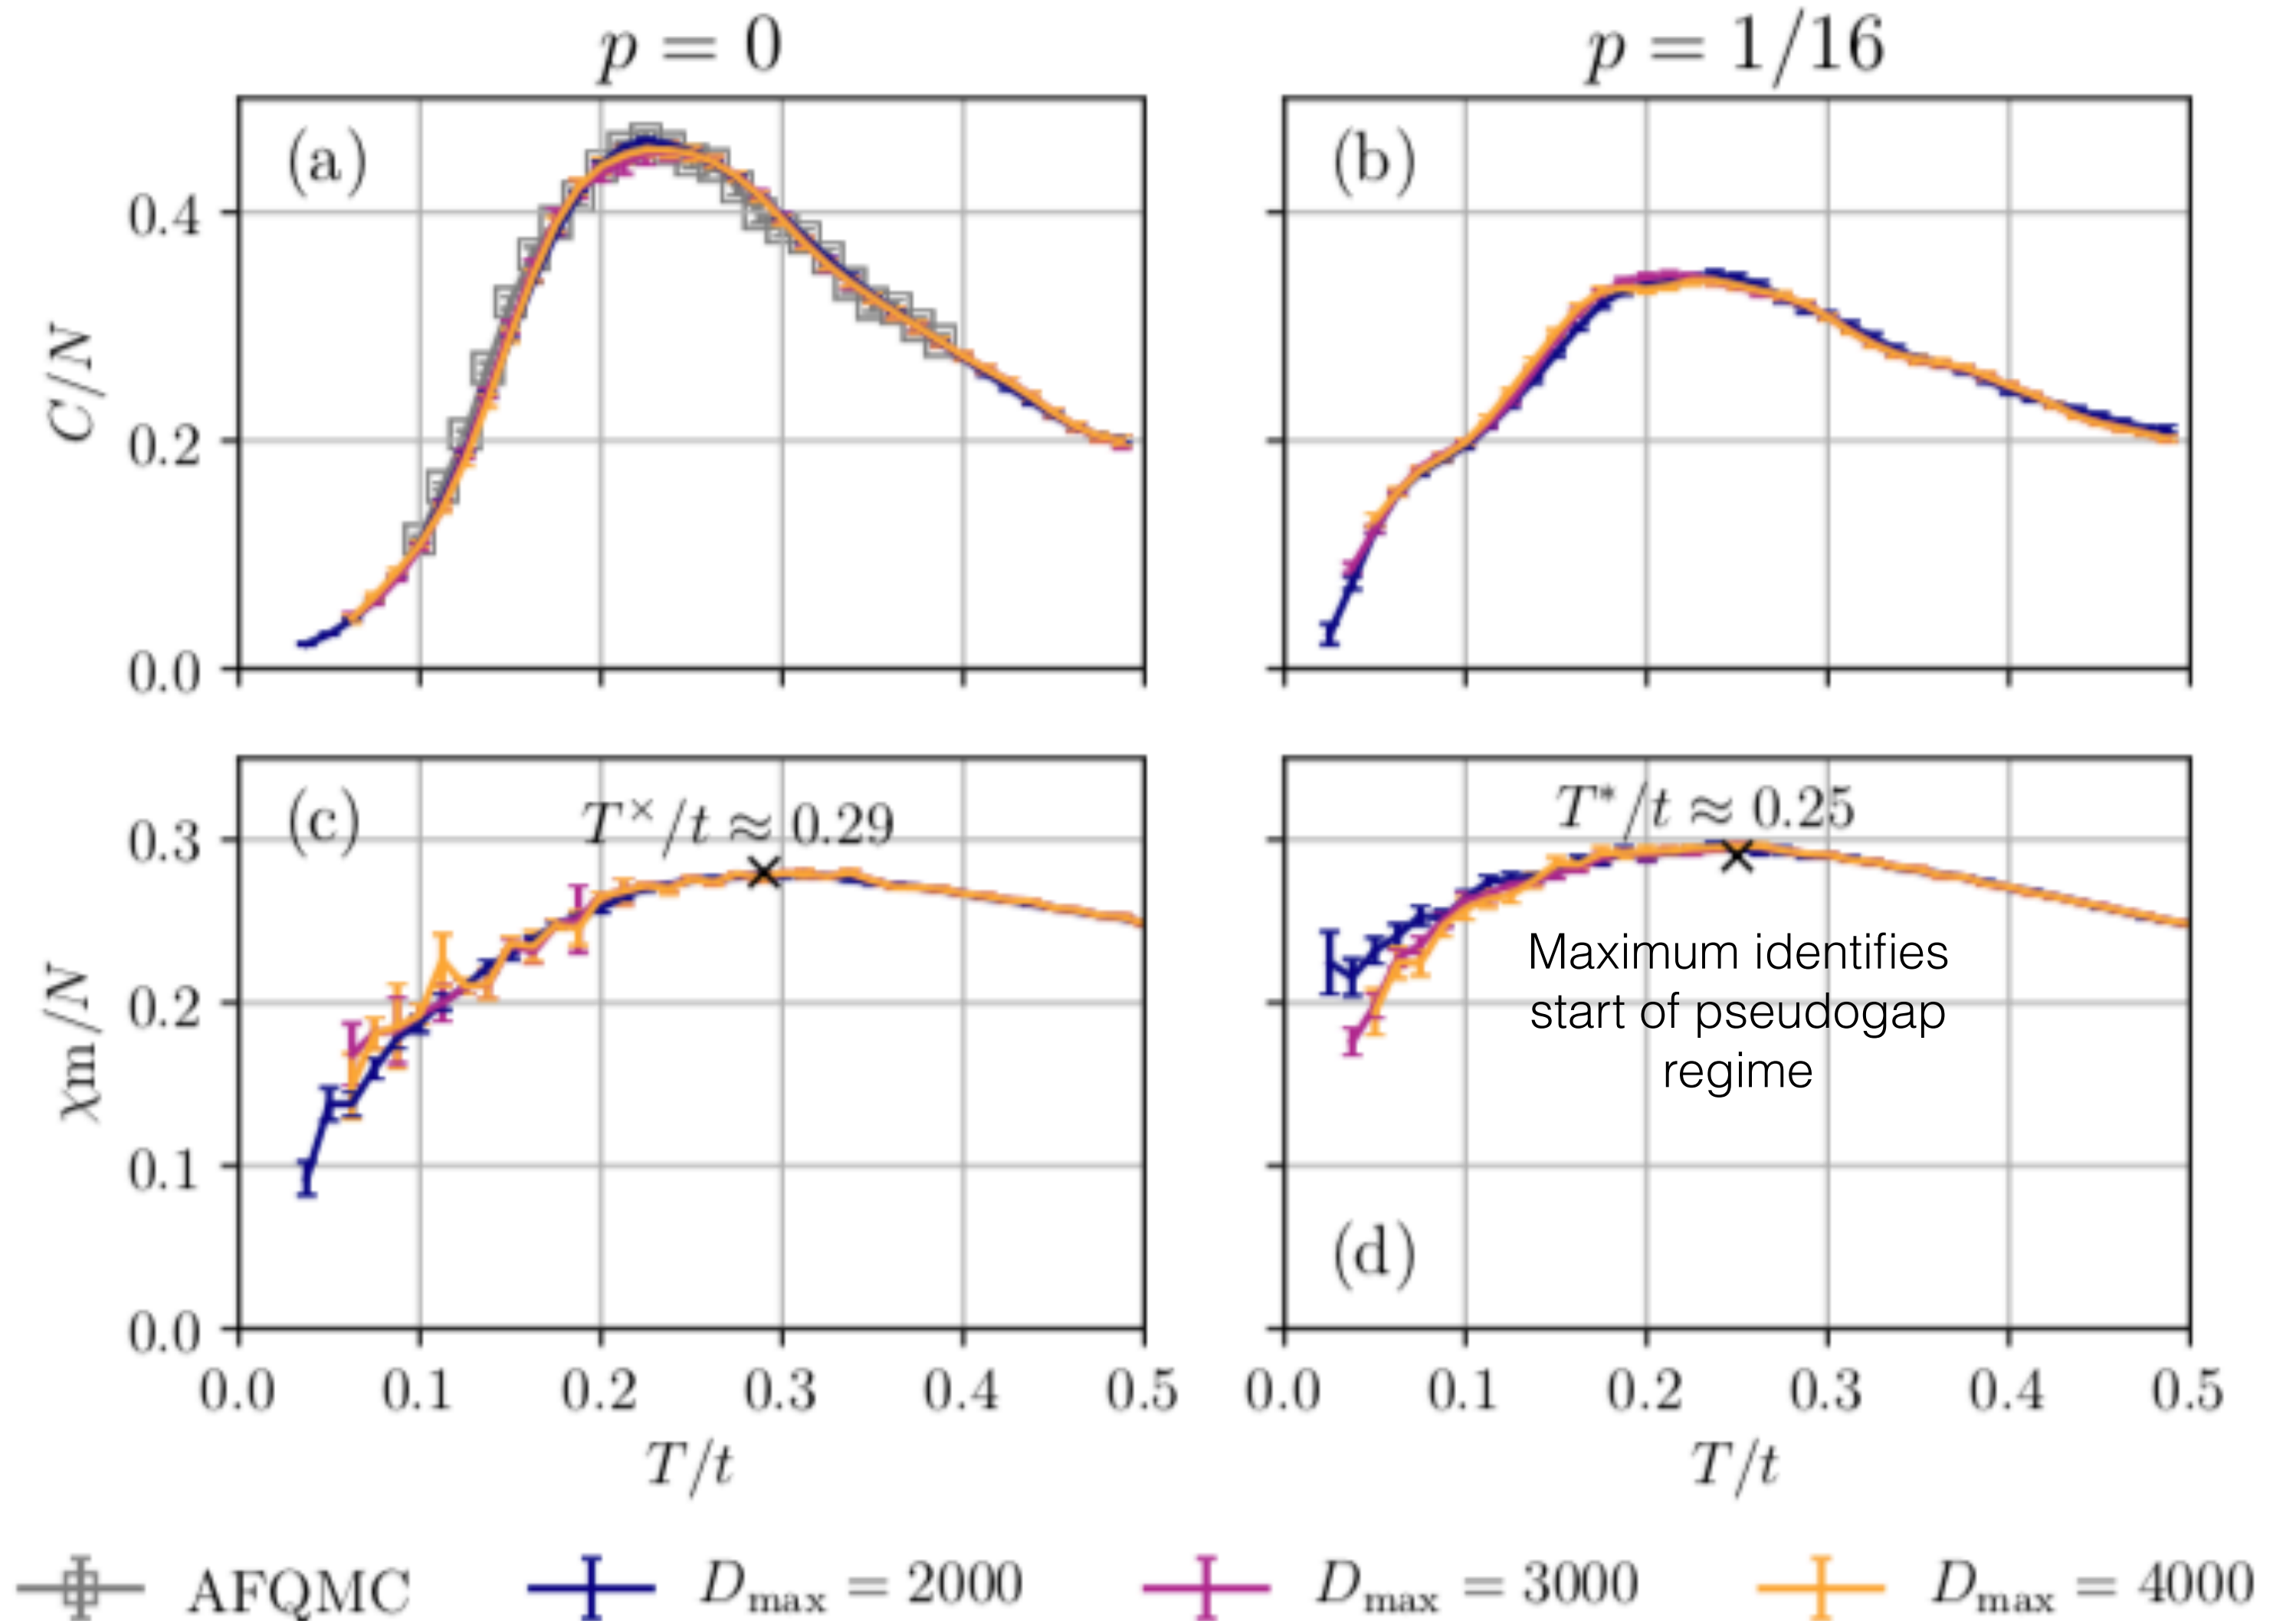 p = 0
p = 1/16
(a)
(b)
C/N
0.4
0.2
0.0
(c)
T^×/t ≈ 0.29
T^*/t ≈ 0.25
Maximum identifies
start of pseudogap
regime
(d)
χm/N
0.3
0.2
0.1
0.0
0.0 0.1 0.2 0.3 0.4 0.5
0.0 0.1 0.2 0.3 0.4 0.5
T/t
T/t
AFQMC
D_max = 2000
D_max = 3000
D_max = 4000